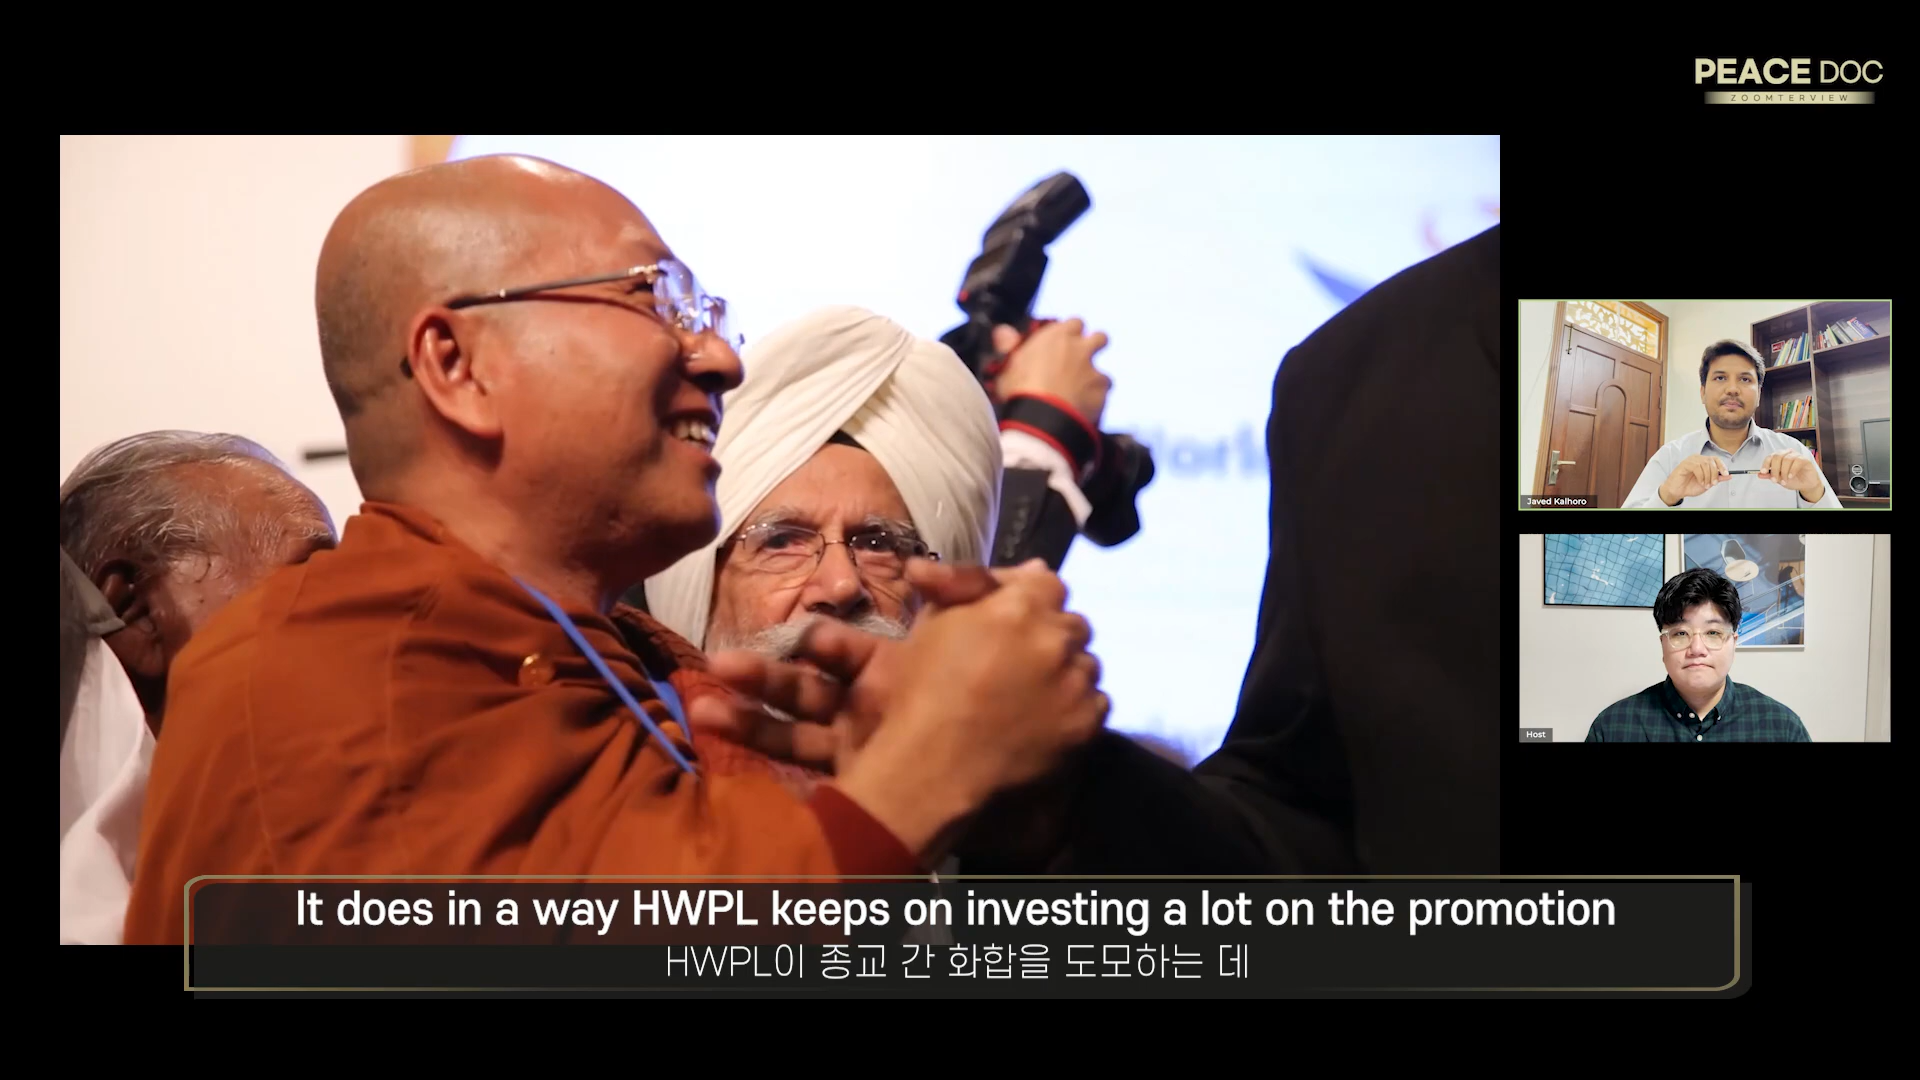 PEACE DOC
ZOOMTERVIEW
Javed Kalhoro
Host
It does in a way HWPL keeps on investing a lot on the promotion
HWPL이 종교 간 화합을 도모하는 데